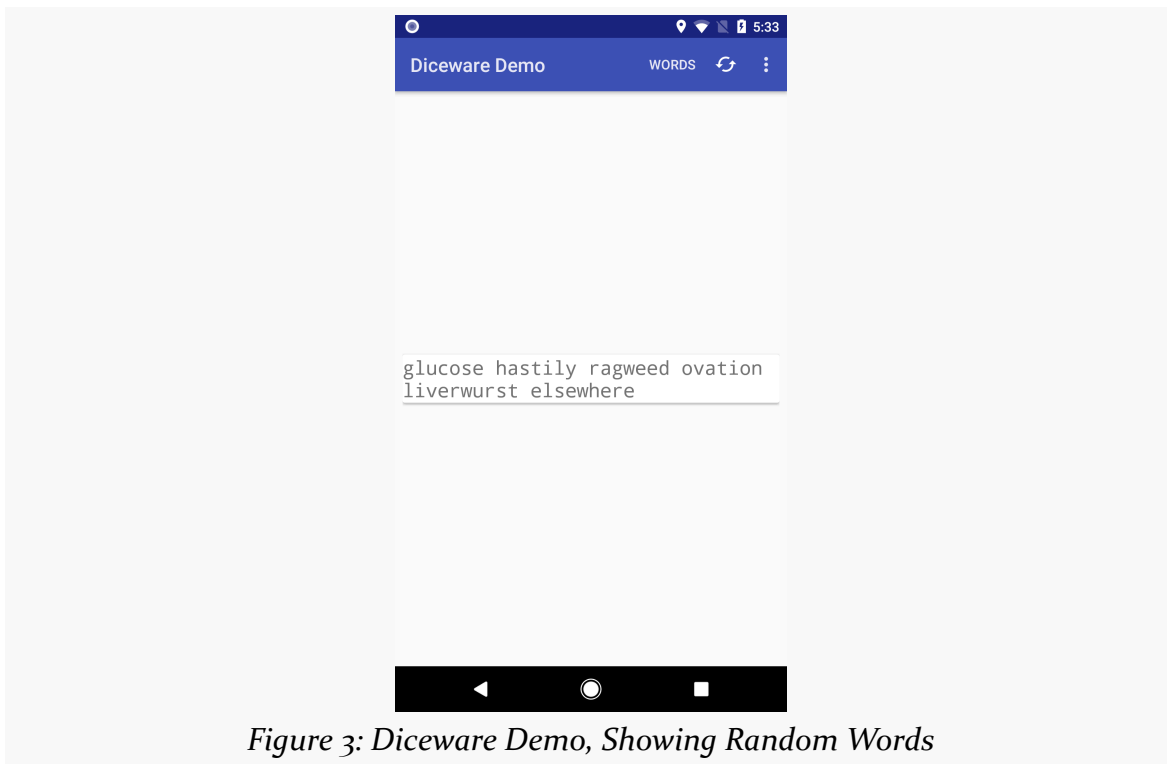 5:33
Diceware Demo WORDS
glucose hastily ragweed ovation
liverwurst elsewhere
Figure 3: Diceware Demo, Showing Random Words